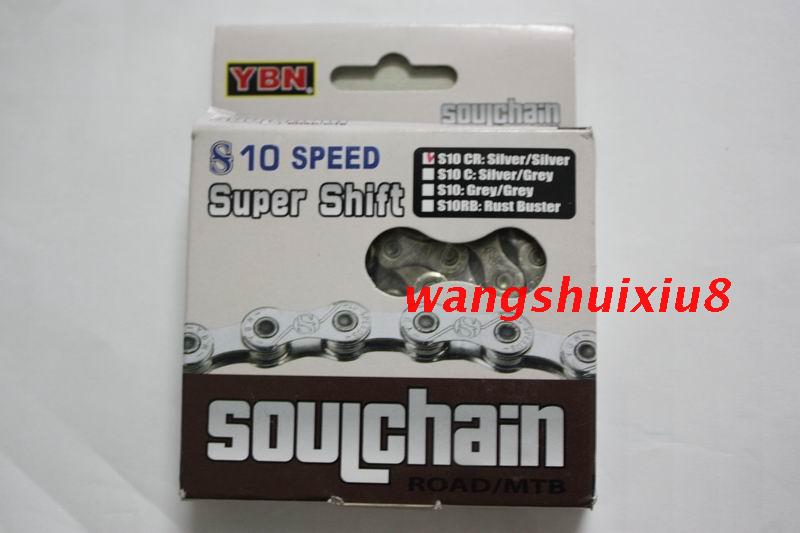 YBN
SOULchain
S 10 SPEED
Super Shift
S10 CR: Silver/Silver
S10 C: Silver/Grey
S10: Grey/Grey
S10RB: Rust Buster
wangshuixiu8
SOULchain
ROAD/MTB